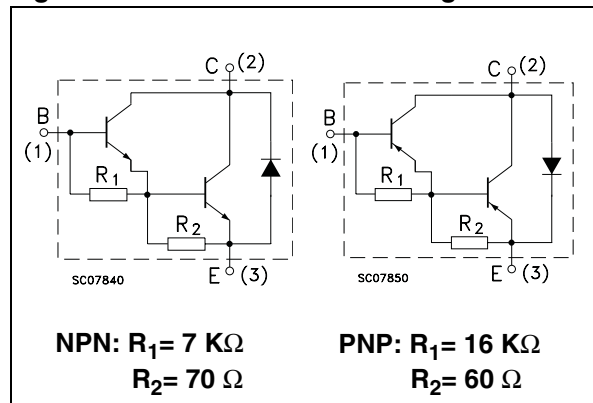 C (2)
B
(1)
R1
R2
E (3)
SC07840
NPN: R1= 7 KΩ
R2= 70 Ω
C (2)
B
(1)
R1
R2
E (3)
SC07850
PNP: R1= 16 KΩ
R2= 60 Ω